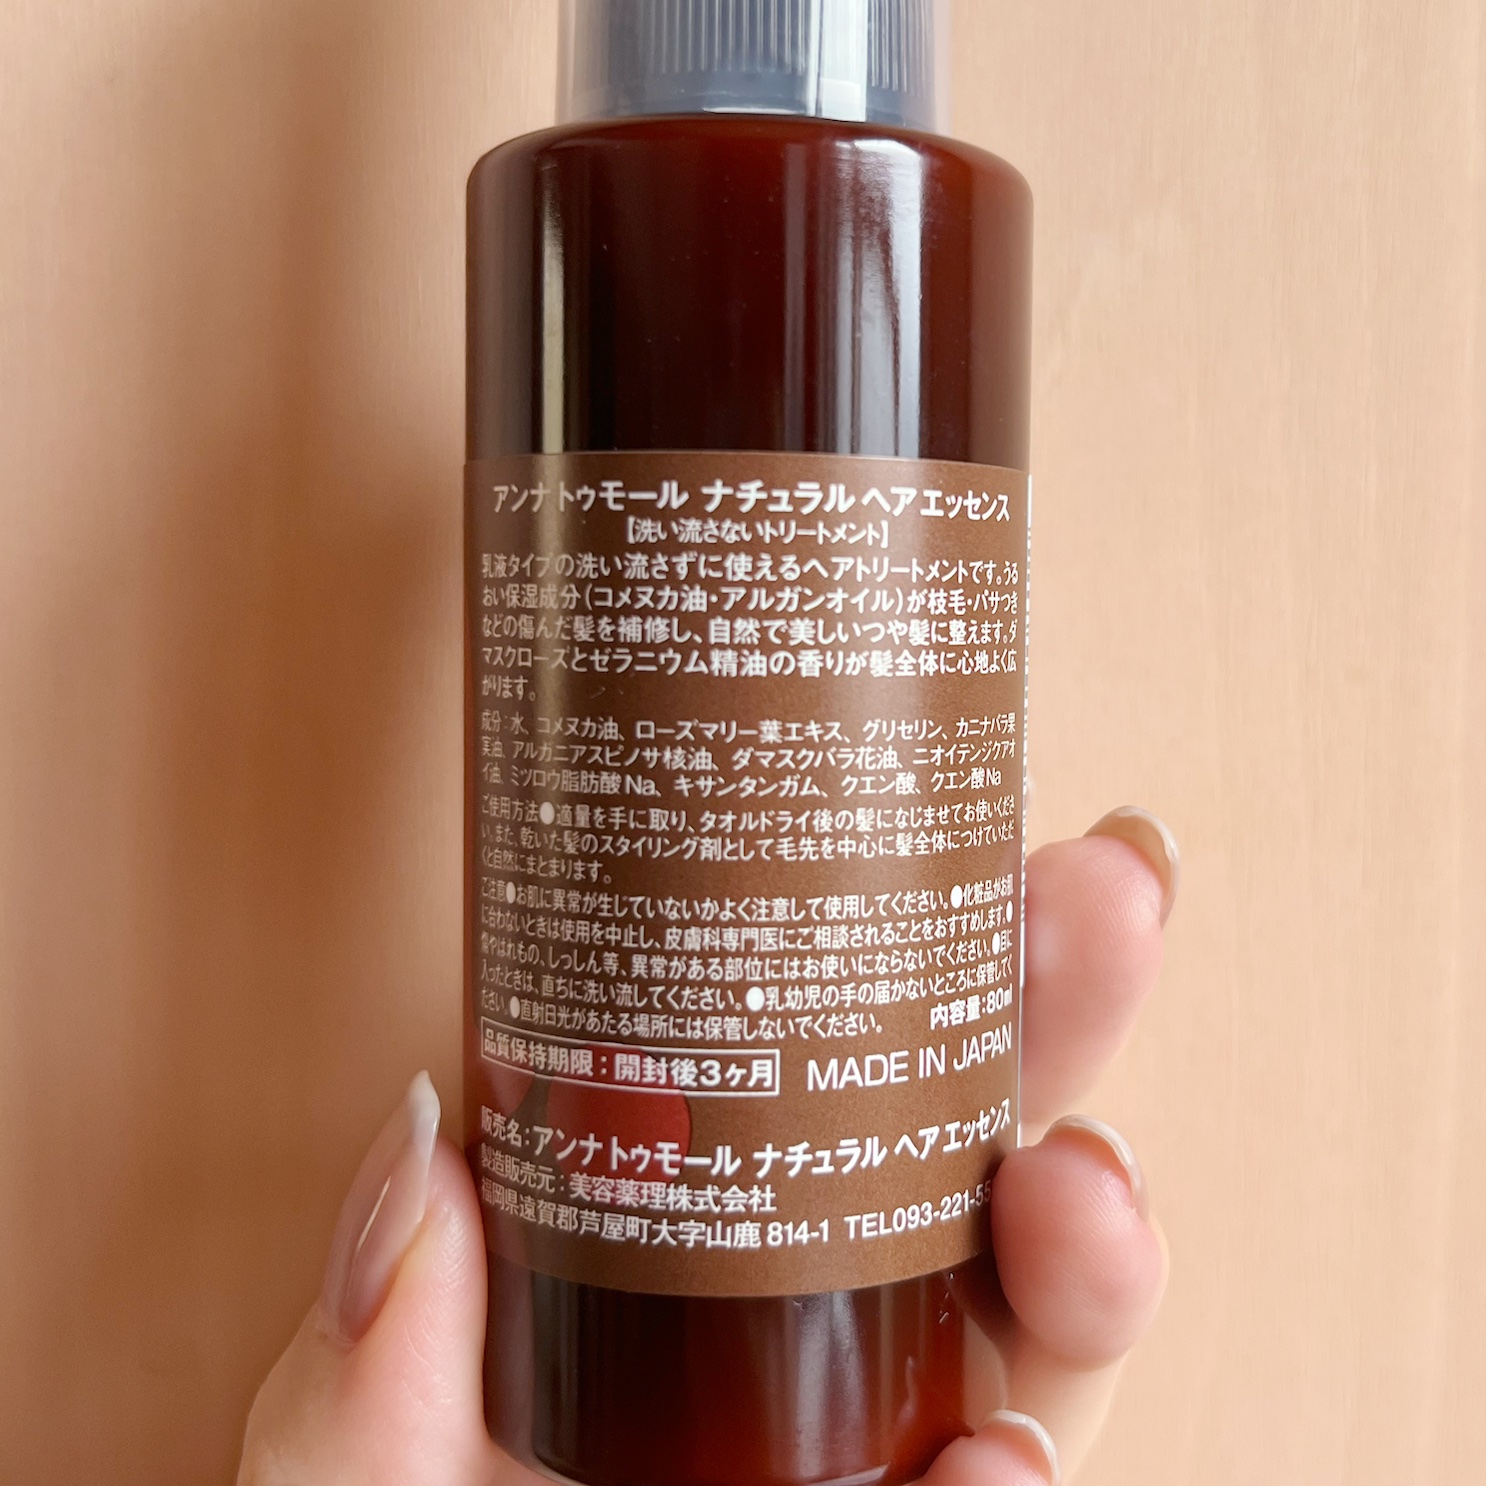 アンナトゥモール ナチュラル ヘア エッセンス
【洗い流さないトリートメント】
乳液タイプの洗い流さずに使えるヘアトリートメントです。うる
おい保湿成分(コメヌカ油・アルガンオイル)が枝毛・パサつき
などの傷んだ髪を補修し、自然で美しいつや髪に整えます。ダ
マスクローズとゼラニウム精油の香りが髪全体に心地よく広
がります。
成分:水、コメヌカ油、ローズマリー葉エキス、グリセリン、カニナバラ果
実油、アルガニアスピノサ核油、ダマスクバラ花油、ニオイテンジクアオ
イ油、ミツロウ脂肪酸Na、キサンタンガム、クエン酸、クエン酸Na
ご使用方法●適量を手に取り、タオルドライ後の髪になじませてお使いくださ
い。また、乾いた髪のスタイリング剤として毛先を中心に髪全体につけていただ
くと自然にまとまります。
ご注意●お肌に異常が生じていないかよく注意して使用してください。●化粧品がお肌
に合わないときは使用を中止し、皮膚科専門医にご相談されることをおすすめします。●
傷やはれもの、しっしん等、異常がある部位にはお使いにならないでください。●目に
入ったときは、直ちに洗い流してください。●乳幼児の手の届かないところに保管してく
ださい。●直射日光があたる場所には保管しないでください。 内容量:80ml
品質保持期限:開封後3ヶ月 MADE IN JAPAN
販売名:アンナトゥモール ナチュラル ヘア エッセンス
製造販売元:美容薬理株式会社
福岡県遠賀郡芦屋町大字山鹿814-1 TEL093-221-55